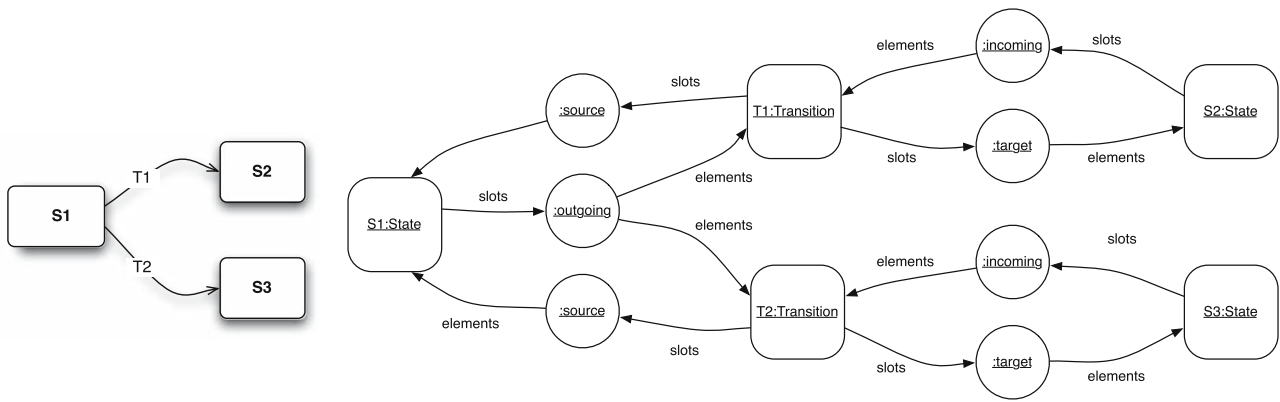 S1
T1
T2
S2
S3
S1:State
slots
:source
slots
:outgoing
elements
elements
:source
elements
slots
T1:Transition
T2:Transition
elements
:incoming
slots
slots
:target
elements
S2:State
elements
:incoming
slots
slots
:target
elements
S3:State